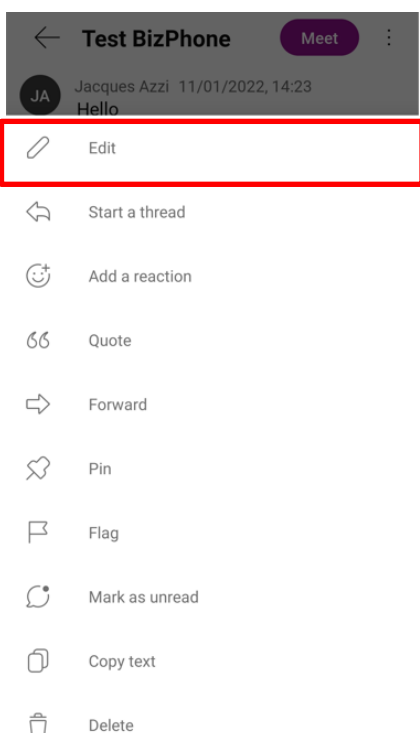 Test BizPhone Meet
JA Jacques Azzi 11/01/2022, 14:23
Hello
Edit
Start a thread
Add a reaction
Quote
Forward
Pin
Flag
Mark as unread
Copy text
Delete